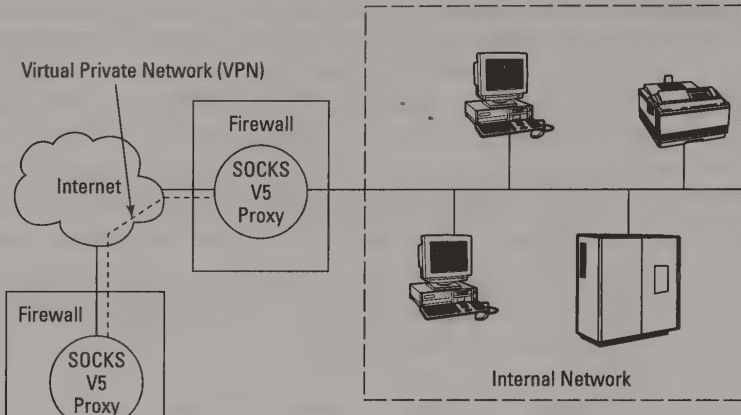 Virtual Private Network (VPN)
Firewall
SOCKS
V5
Proxy
Internet
Firewall
SOCKS
V5
Proxy
Internal Network